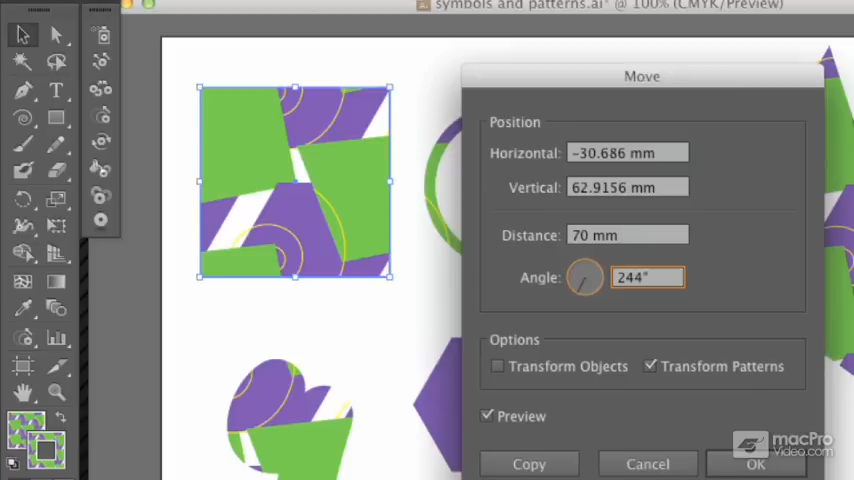 symbols and patterns.ai* @ 100% (CMYK/Preview)
Move
Position
Horizontal: -30.686 mm
Vertical: 62.9156 mm
Distance: 70 mm
Angle: 244°
Options
Transform Objects Transform Patterns
Preview
Copy Cancel OK
macPro
Video.com